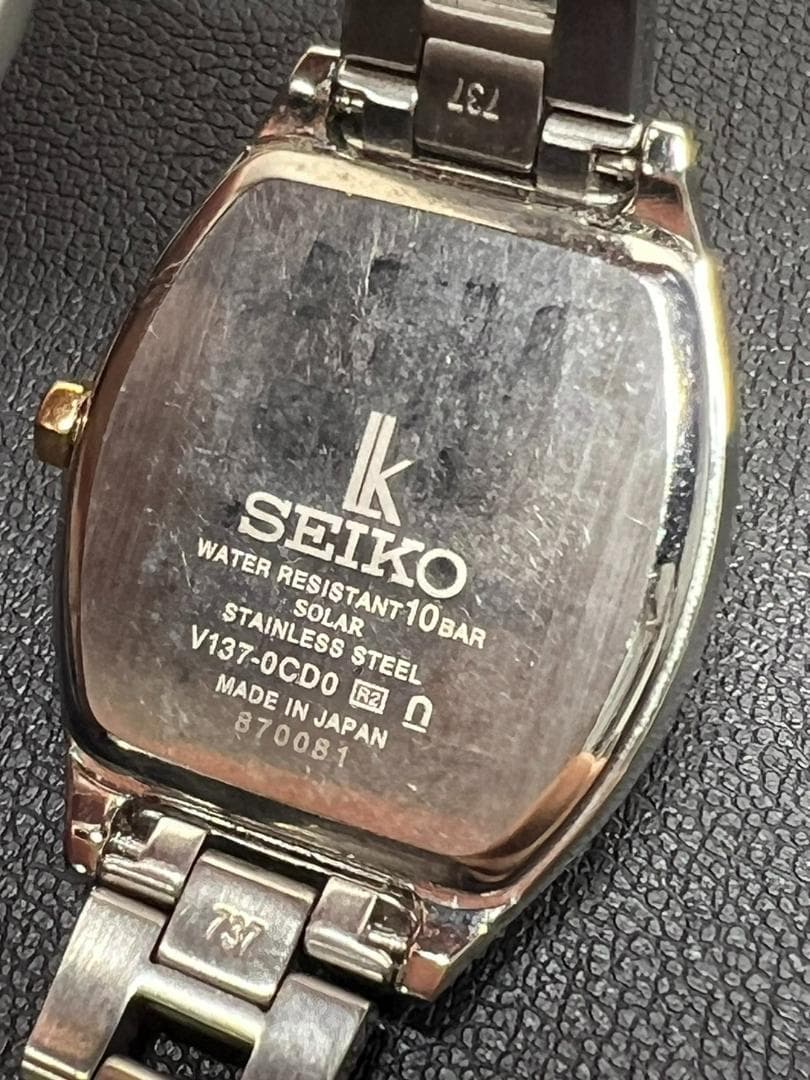 737
lk
SEIKO
WATER RESISTANT 10 BAR
SOLAR
STAINLESS STEEL
V137-0CD0 R2
MADE IN JAPAN
870081
737